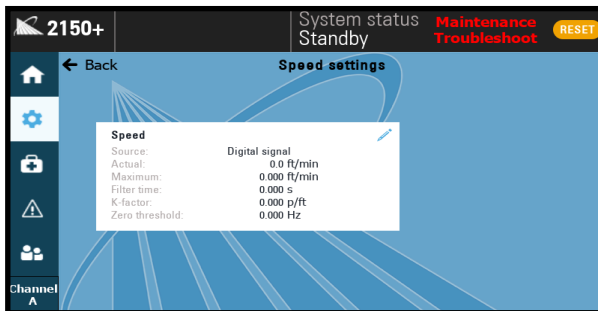 2150+
System status
Standby
Maintenance
Troubleshoot
RESET
Back
Speed settings
Speed
Source: Digital signal
Actual: 0.0 ft/min
Maximum: 0.000 ft/min
Filter time: 0.000 s
K-factor: 0.000 p/ft
Zero threshold: 0.000 Hz
Channel
A